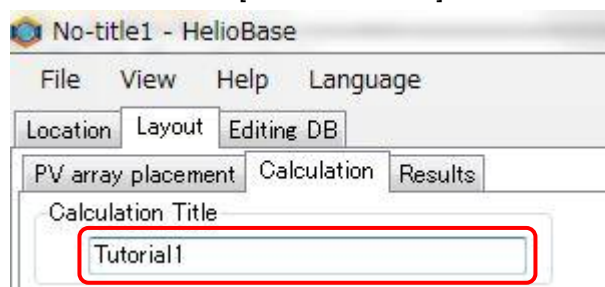 No-title1 - HelioBase
File View Help Language
Location Layout Editing DB
PV array placement Calculation Results
Calculation Title
Tutorial1